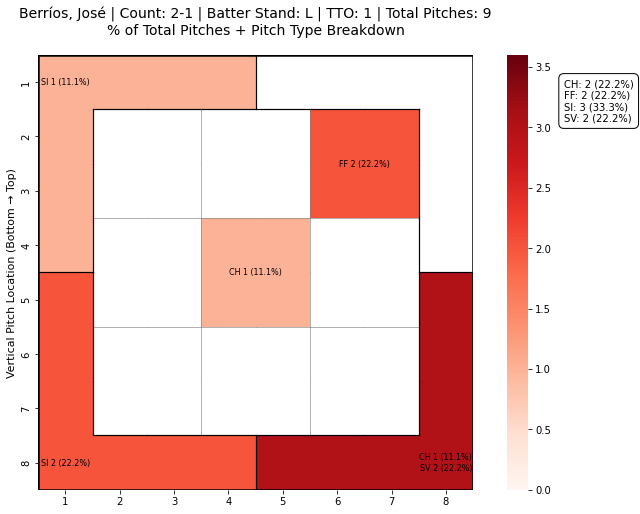 Berríos, José | Count: 2-1 | Batter Stand: L | TTO: 1 | Total Pitches: 9
% of Total Pitches + Pitch Type Breakdown
SI 1 (11.1%)
FF 2 (22.2%)
CH 1 (11.1%)
SI 2 (22.2%)
CH 1 (11.1%)
SV 2 (22.2%)
Vertical Pitch Location (Bottom → Top)
1
2
3
4
5
6
7
8
1
2
3
4
5
6
7
8
3.5
3.0
2.5
2.0
1.5
1.0
0.5
0.0
CH: 2 (22.2%)
FF: 2 (22.2%)
SI: 3 (33.3%)
SV: 2 (22.2%)